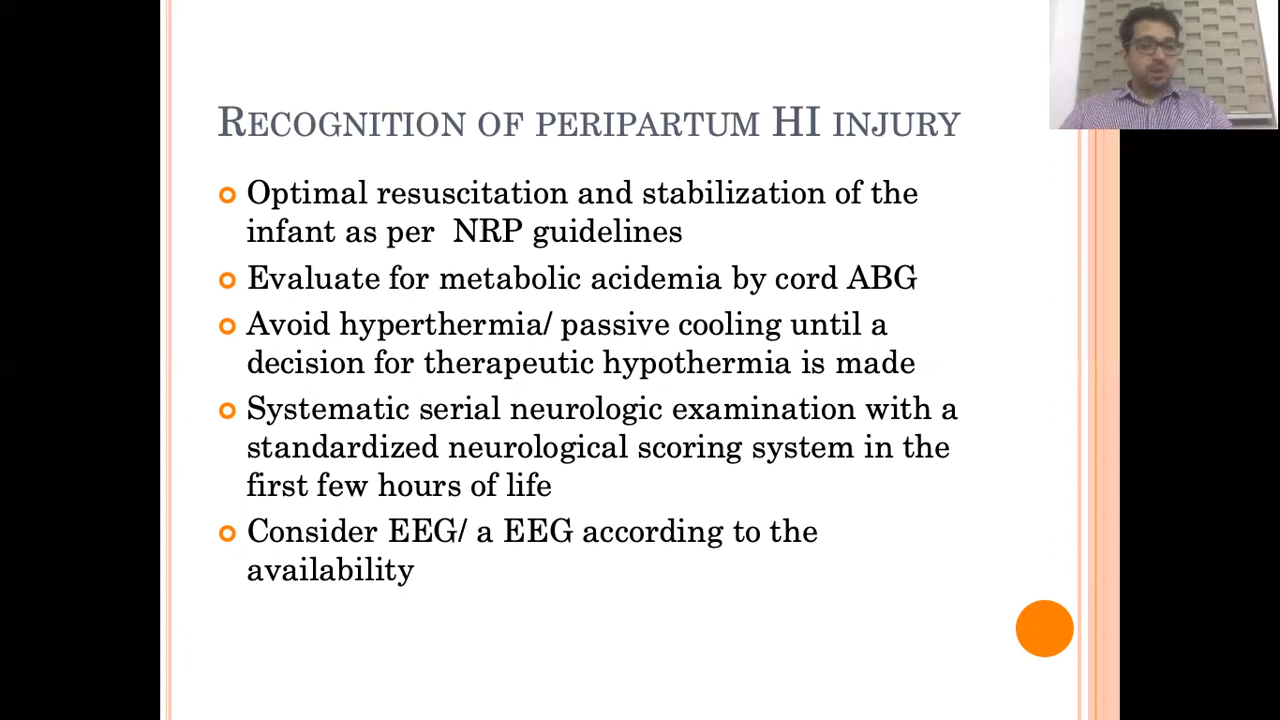 RECOGNITION OF PERIPARTUM HI INJURY
Optimal resuscitation and stabilization of the
infant as per NRP guidelines
Evaluate for metabolic acidemia by cord ABG
Avoid hyperthermia/ passive cooling until a
decision for therapeutic hypothermia is made
Systematic serial neurologic examination with a
standardized neurological scoring system in the
first few hours of life
Consider EEG/ a EEG according to the
availability